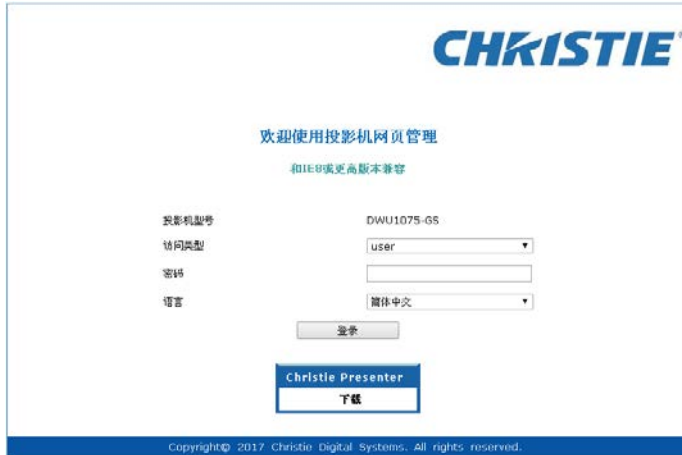 CHRISTIE®
欢迎使用投影机网页管理
和IE8或更高版本兼容
投影机型号 DWU1075-GS
访问类型 user
密码
语言 简体中文
登录
Christie Presenter
下载
Copyright© 2017 Christie Digital Systems. All rights reserved.